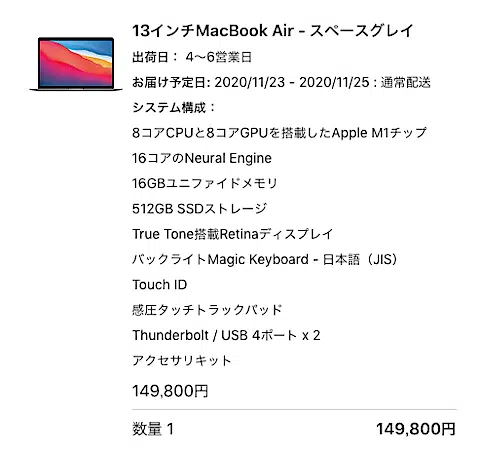 13インチMacBook Air - スペースグレイ
出荷日： 4〜6営業日
お届け予定日: 2020/11/23 - 2020/11/25 : 通常配送
システム構成：
8コアCPUと8コアGPUを搭載したApple M1チップ
16コアのNeural Engine
16GBユニファイドメモリ
512GB SSDストレージ
True Tone搭載Retinaディスプレイ
バックライトMagic Keyboard - 日本語（JIS）
Touch ID
感圧タッチトラックパッド
Thunderbolt / USB 4ポート x 2
アクセサリキット
149,800円
数量 1 149,800円